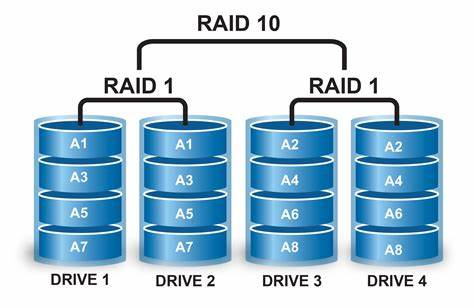 RAID 10
RAID 1 RAID 1
A1 A1 A2 A2
A3 A3 A4 A4
A5 A5 A6 A6
A7 A7 A8 A8
DRIVE 1 DRIVE 2 DRIVE 3 DRIVE 4